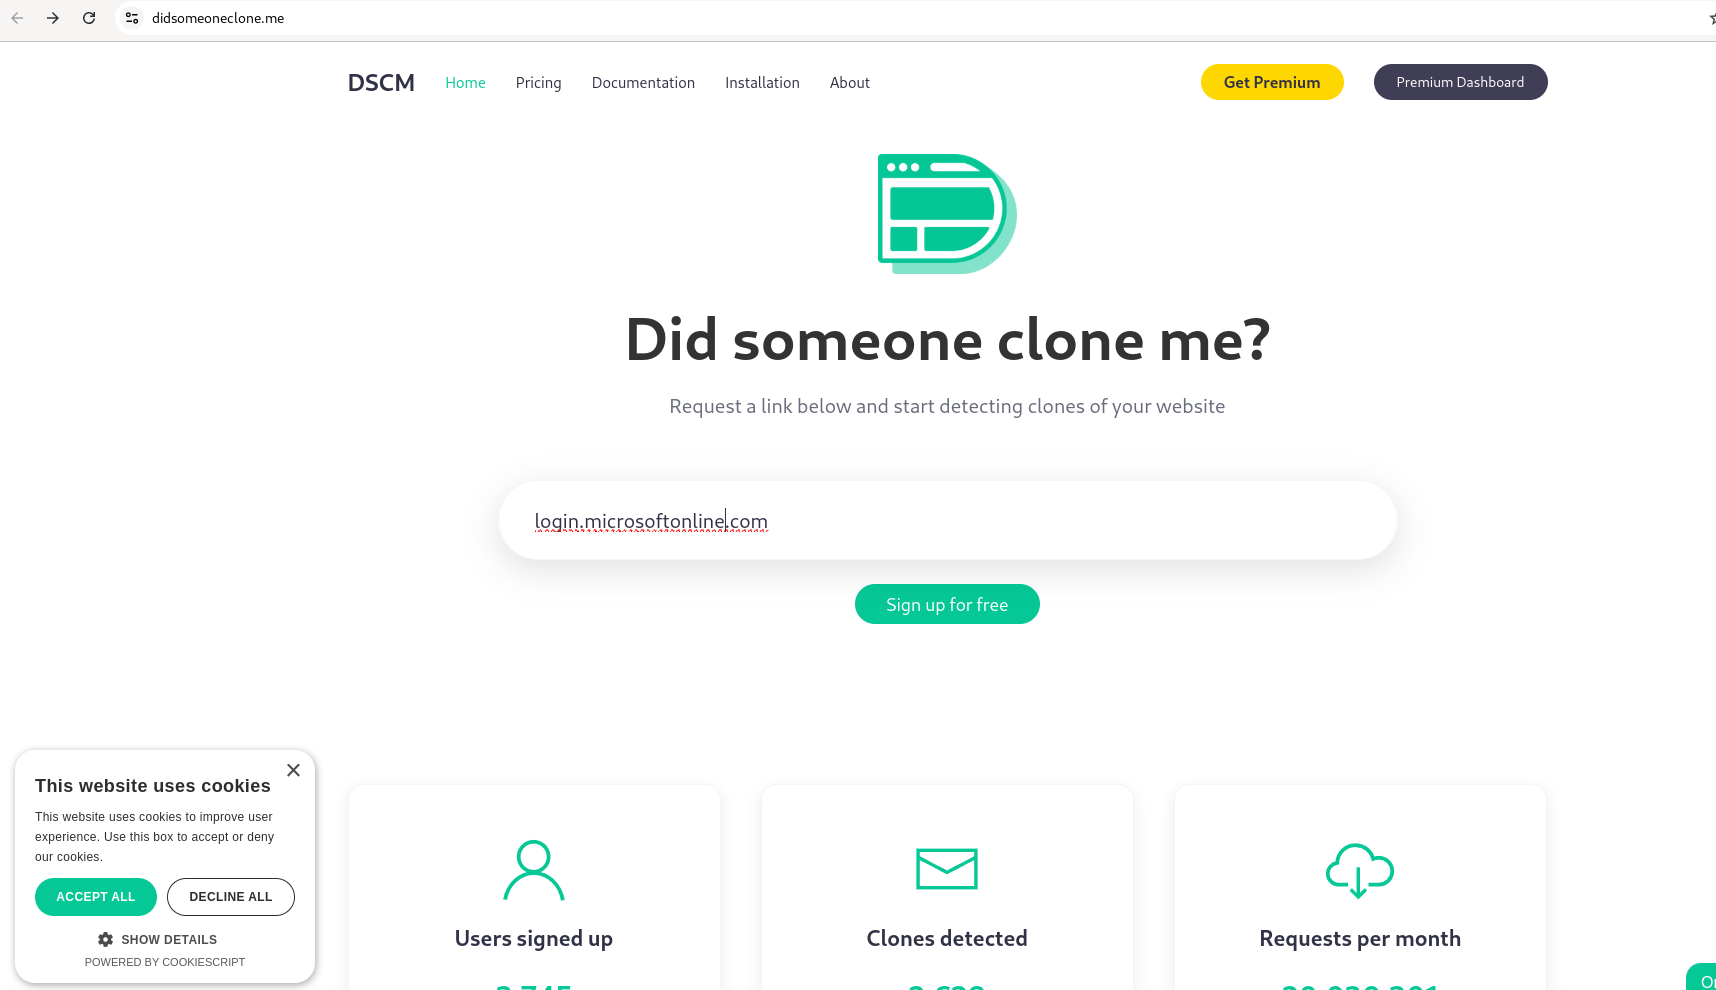 didsomeoneclone.me
DSCM Home Pricing Documentation Installation About Get Premium Premium Dashboard
Did someone clone me?
Request a link below and start detecting clones of your website
login.microsoftonline.com
Sign up for free
This website uses cookies
This website uses cookies to improve user
experience. Use this box to accept or deny
our cookies.
ACCEPT ALL DECLINE ALL
SHOW DETAILS
POWERED BY COOKIESCRIPT
Users signed up
Clones detected
Requests per month